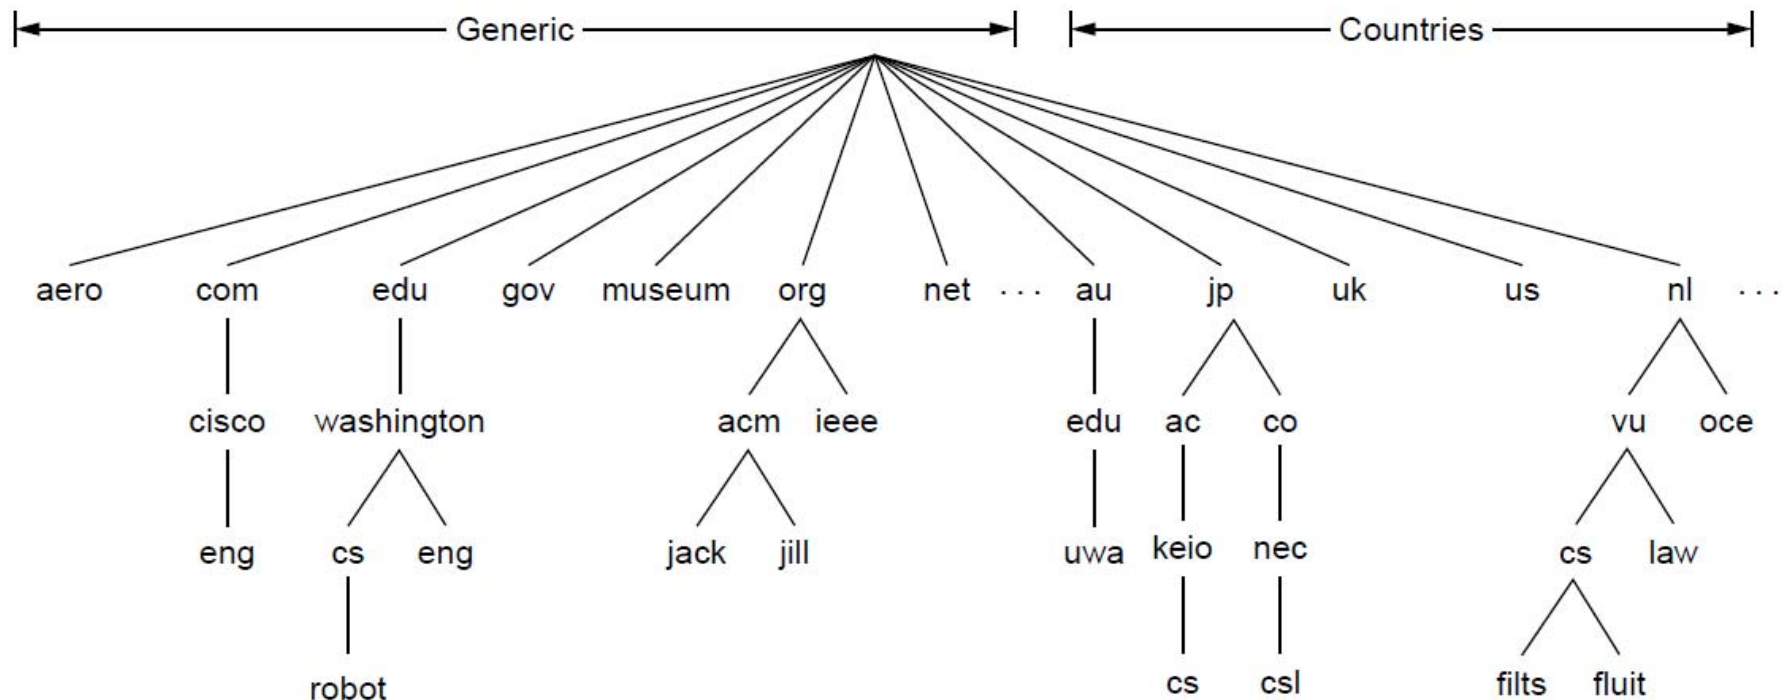 Generic Countries
aero com edu gov museum org net ... au jp uk us nl ...
cisco washington acm ieee edu ac co vu oce
eng cs eng jack jill uwa keio nec cs law
robot cs csl filts fluit